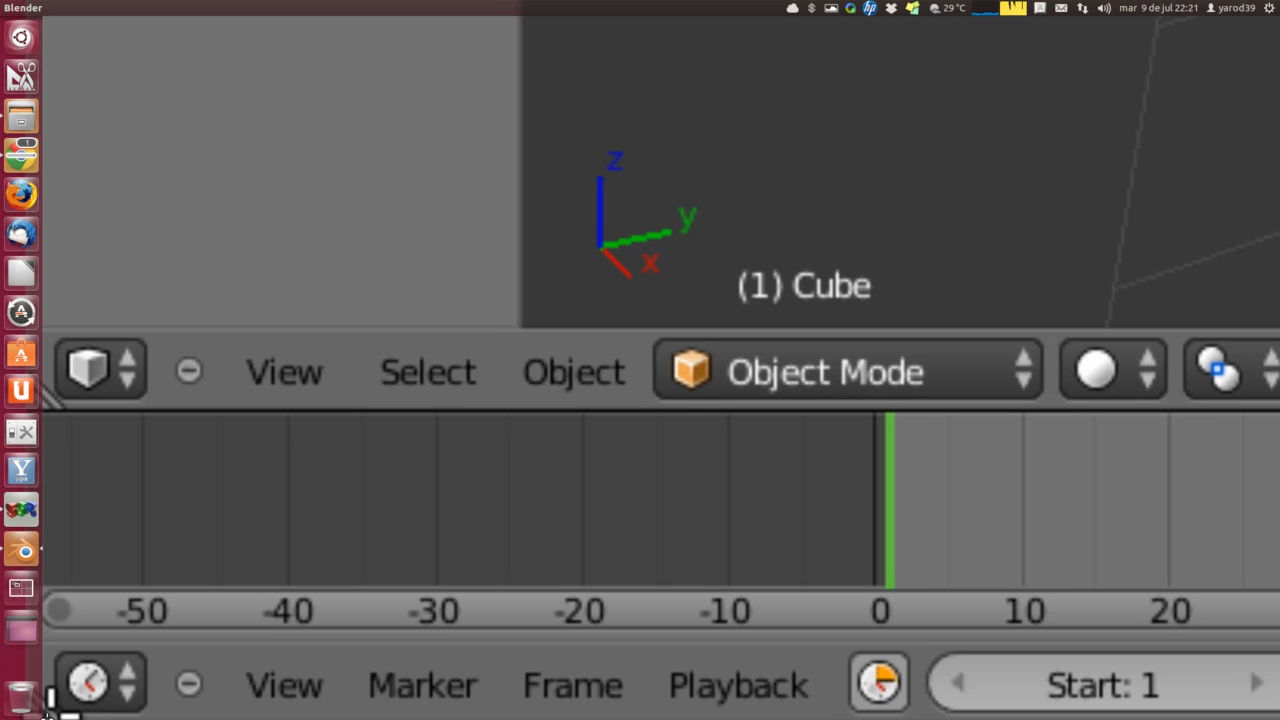 Blender
29 °C
mar 9 de jul 22:21
yarod39
z
y
x
(1) Cube
View Select Object Object Mode
-50 -40 -30 -20 -10 0 10 20
View Marker Frame Playback Start: 1